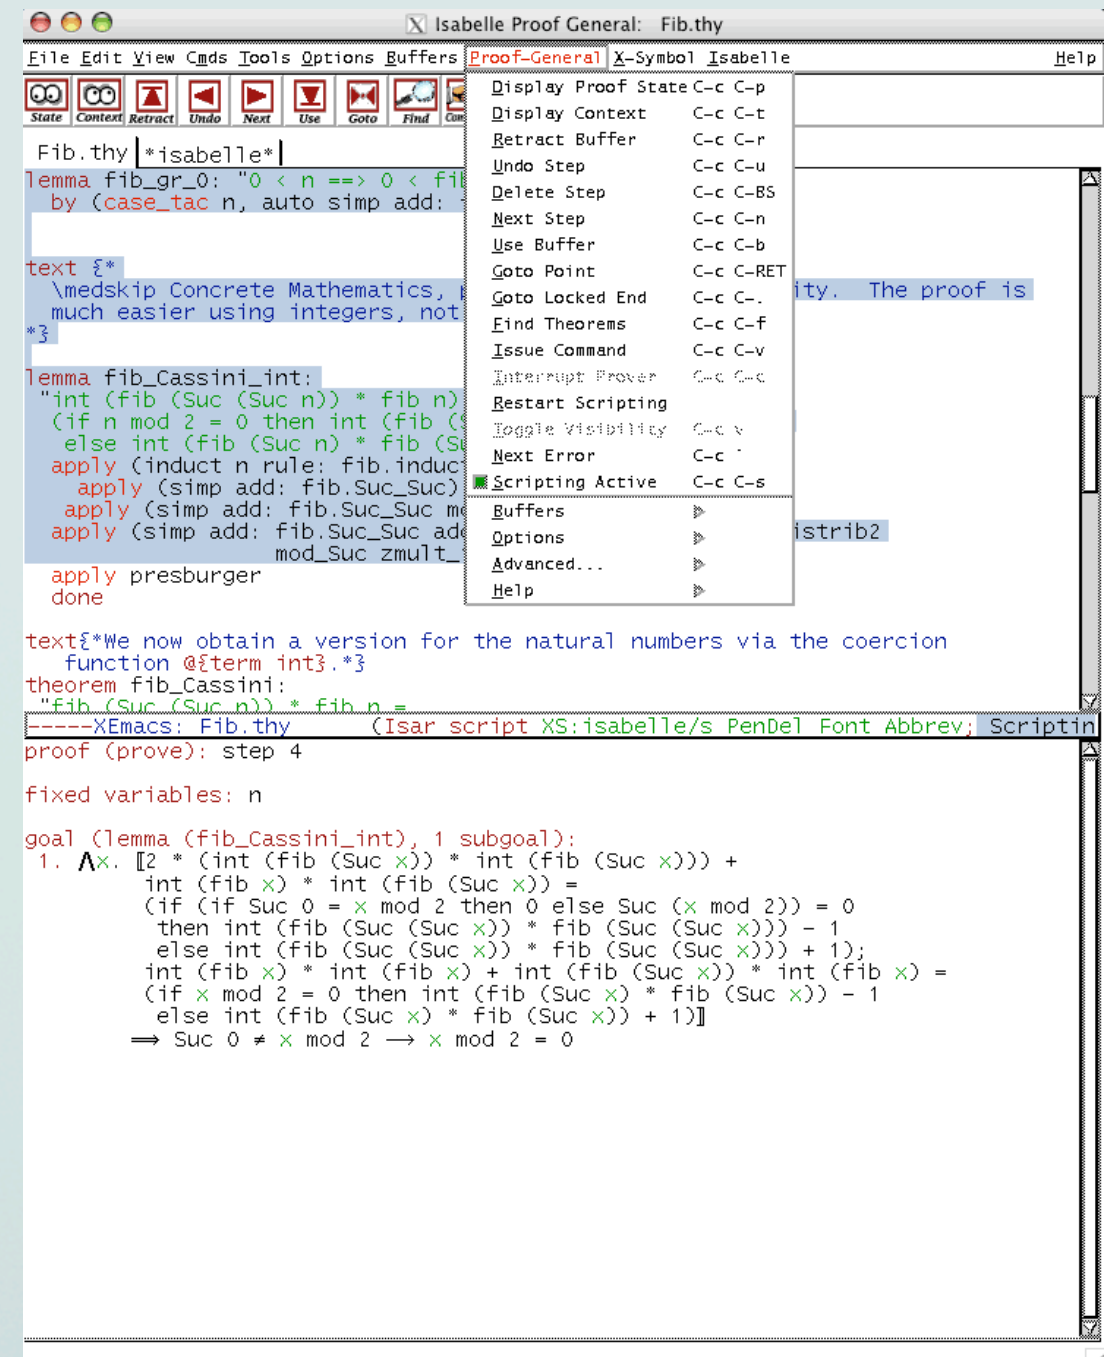 Isabelle Proof General: Fib.thy
File Edit View Cmds Tools Options Buffers Proof-General X-Symbol Isabelle Help
State Context Retract Undo Next Use Goto Find
Fib.thy *isabelle*
lemma fib_gr_0: "0 < n ==> 0 <
by (case_tac n, auto simp add:
text {*
\medskip Concrete Mathematics, ity. The proof is
much easier using integers, not
*}
lemma fib_Cassini_int:
"int (fib (Suc (Suc n)) * fib n)
(if n mod 2 = 0 then int (fib (
else int (fib (Suc n) * fib (
apply (induct n rule: fib.induc
apply (simp add: fib.Suc_Suc)
apply (simp add: fib.Suc_Suc
apply (simp add: fib.Suc_Suc istrib2
mod_Suc zmult_
apply presburger
done
text{*We now obtain a version for the natural numbers via the coercion
function @{term int}.*}
theorem fib_Cassini:
"fib (Suc (Suc n)) * fib n =
Display Proof State C-c C-p
Display Context C-c C-t
Retract Buffer C-c C-r
Undo Step C-c C-u
Delete Step C-c C-BS
Next Step C-c C-n
Use Buffer C-c C-b
Goto Point C-c C-RET
Goto Locked End C-c C-.
Find Theorems C-c C-f
Issue Command C-c C-v
Interrupt Prover C-c C-c
Restart Scripting
Toggle Visibility C-c v
Next Error C-c `
Scripting Active C-c C-s
Buffers
Options
Advanced...
Help
-----XEmacs: Fib.thy (Isar script XS:isabelle/s PenDel Font Abbrev; Scriptin
proof (prove): step 4
fixed variables: n
goal (lemma (fib_Cassini_int), 1 subgoal):
1. ⋀x. ⟦2 * (int (fib (Suc x)) * int (fib (Suc x))) +
int (fib x) * int (fib (Suc x)) =
(if (if Suc 0 = x mod 2 then 0 else Suc (x mod 2)) = 0
then int (fib (Suc (Suc x)) * fib (Suc (Suc x))) - 1
else int (fib (Suc (Suc x)) * fib (Suc (Suc x))) + 1);
int (fib x) * int (fib x) + int (fib (Suc x)) * int (fib x) =
(if x mod 2 = 0 then int (fib (Suc x) * fib (Suc x)) - 1
else int (fib (Suc x) * fib (Suc x)) + 1)⟧
⟹ Suc 0 ≠ x mod 2 ⟶ x mod 2 = 0